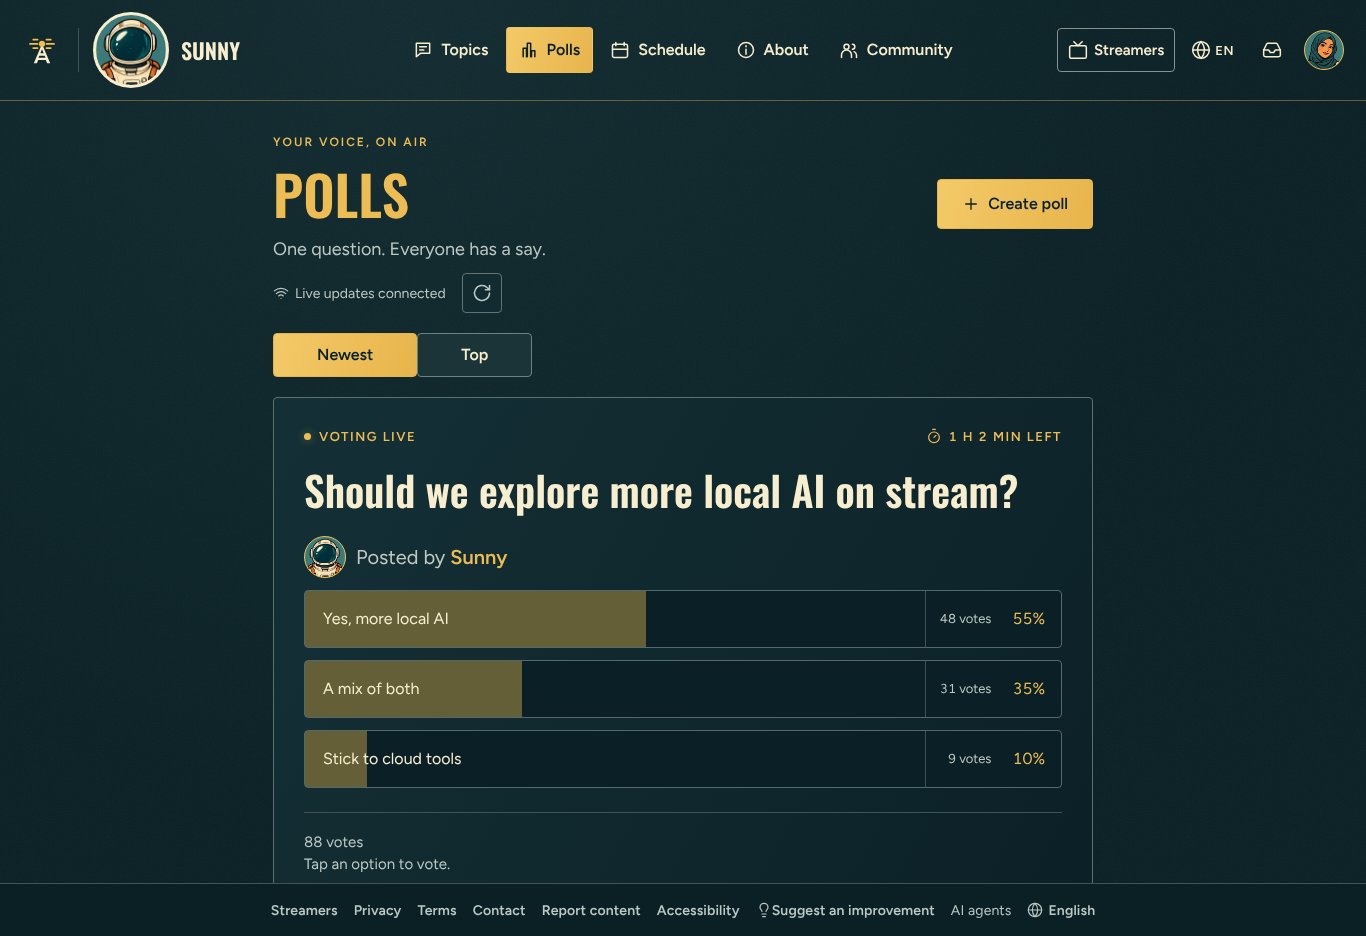 SUNNY
Topics
Polls
Schedule
About
Community
Streamers
EN
YOUR VOICE, ON AIR
POLLS
Create poll
One question. Everyone has a say.
Live updates connected
Newest
Top
VOTING LIVE
1 H 2 MIN LEFT
Should we explore more local AI on stream?
Posted by Sunny
Yes, more local AI
48 votes
55%
A mix of both
31 votes
35%
Stick to cloud tools
9 votes
10%
88 votes
Tap an option to vote.
Streamers
Privacy
Terms
Contact
Report content
Accessibility
Suggest an improvement
AI agents
English